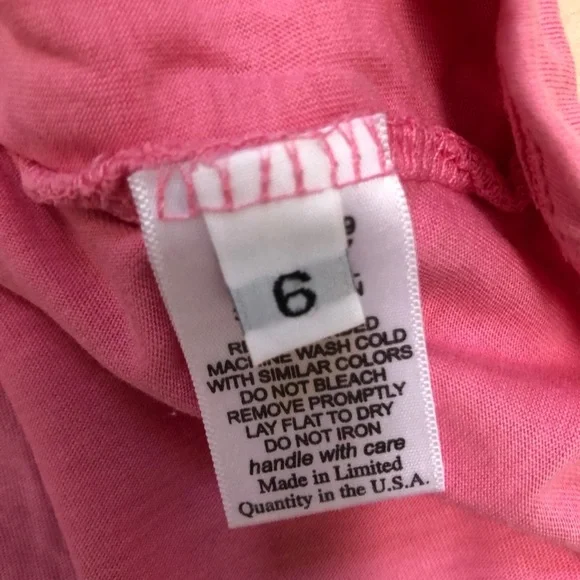 9
MACHINE WASH COLD
WITH SIMILAR COLORS
DO NOT BLEACH
REMOVE PROMPTLY
LAY FLAT TO DRY
DO NOT IRON
handle with care
Made in Limited
Quantity in the U.S.A.